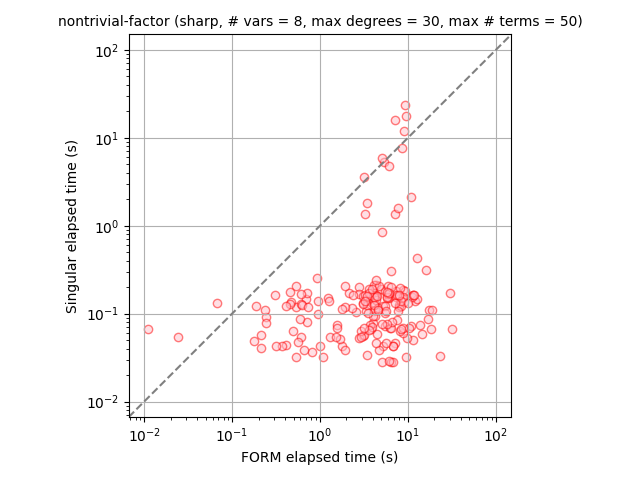 nontrivial-factor (sharp, # vars = 8, max degrees = 30, max # terms = 50)
Singular elapsed time (s)
10²
10¹
10⁰
10⁻¹
10⁻²
10⁻² 10⁻¹ 10⁰ 10¹ 10²
FORM elapsed time (s)